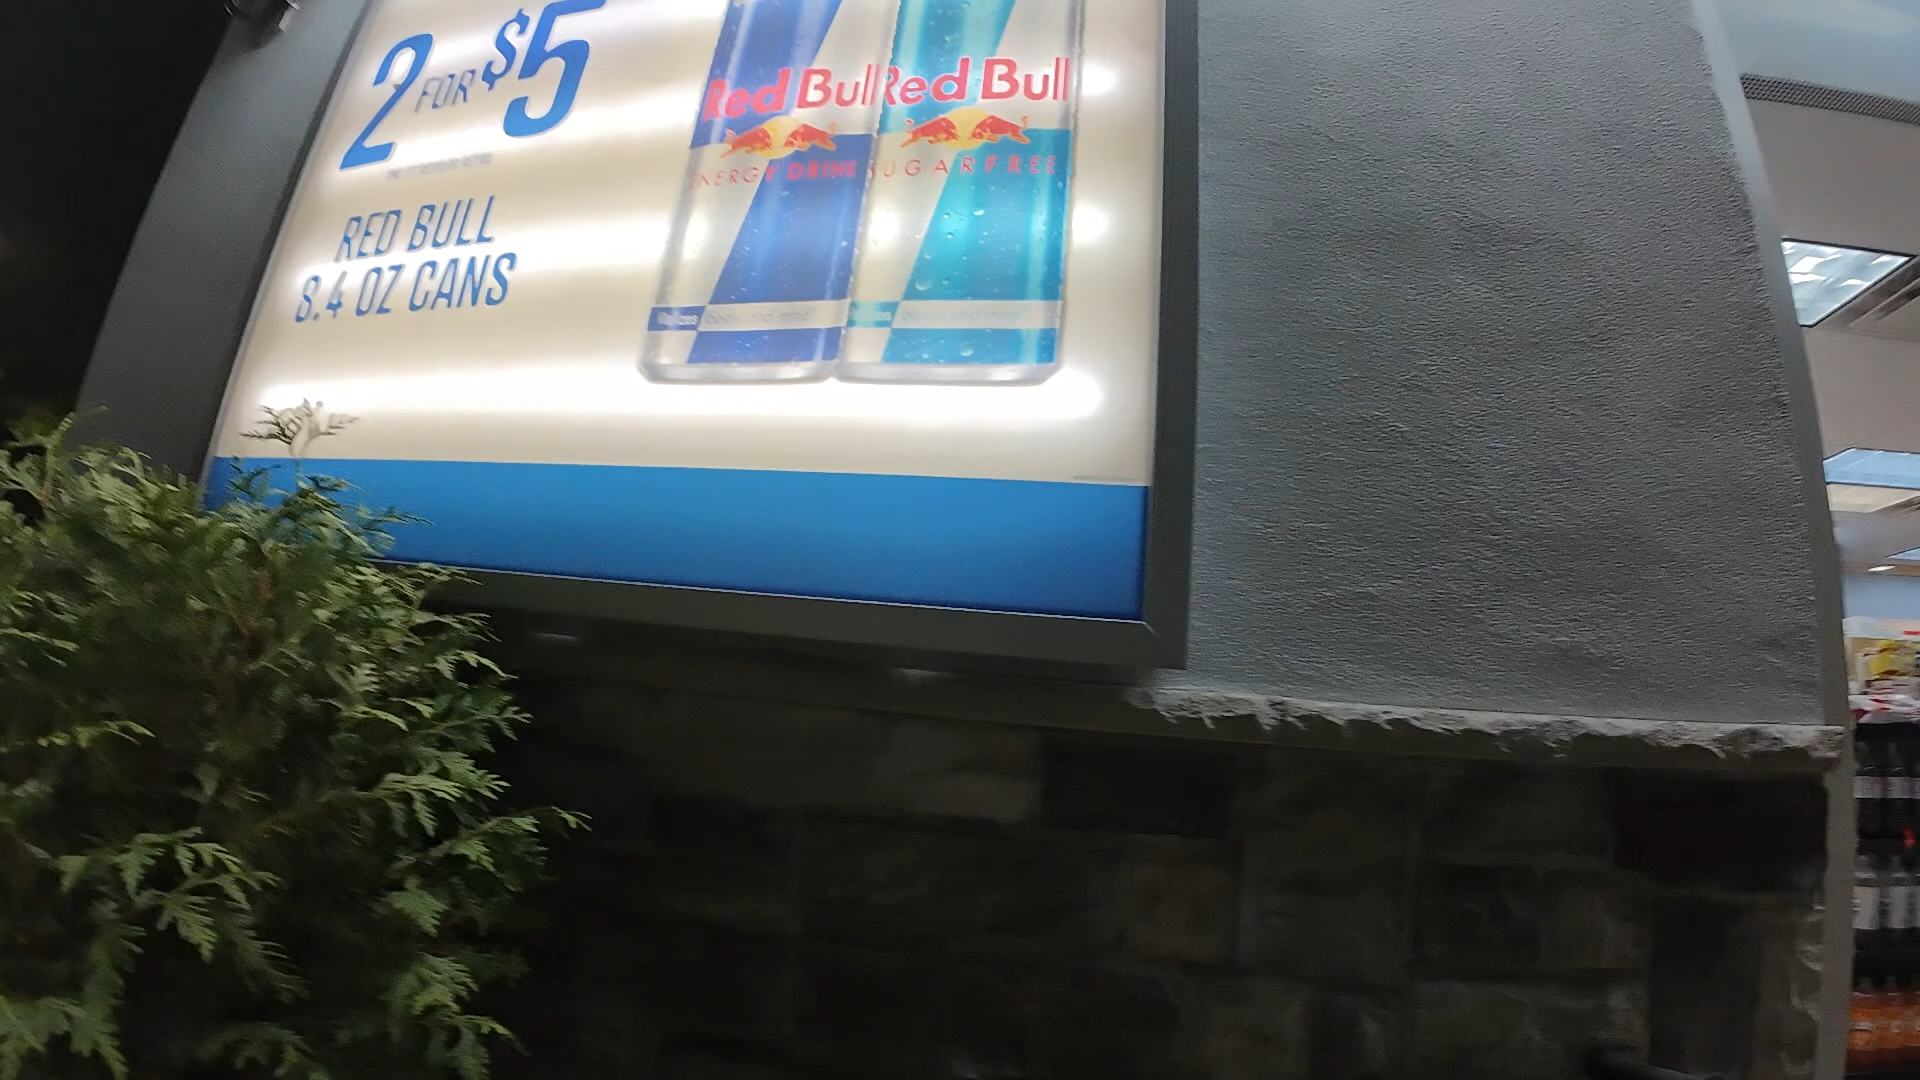 2 FOR $5
RED BULL
8.4 OZ CANS
Red Bull
ENERGY DRINK
Red Bull
SUGARFREE